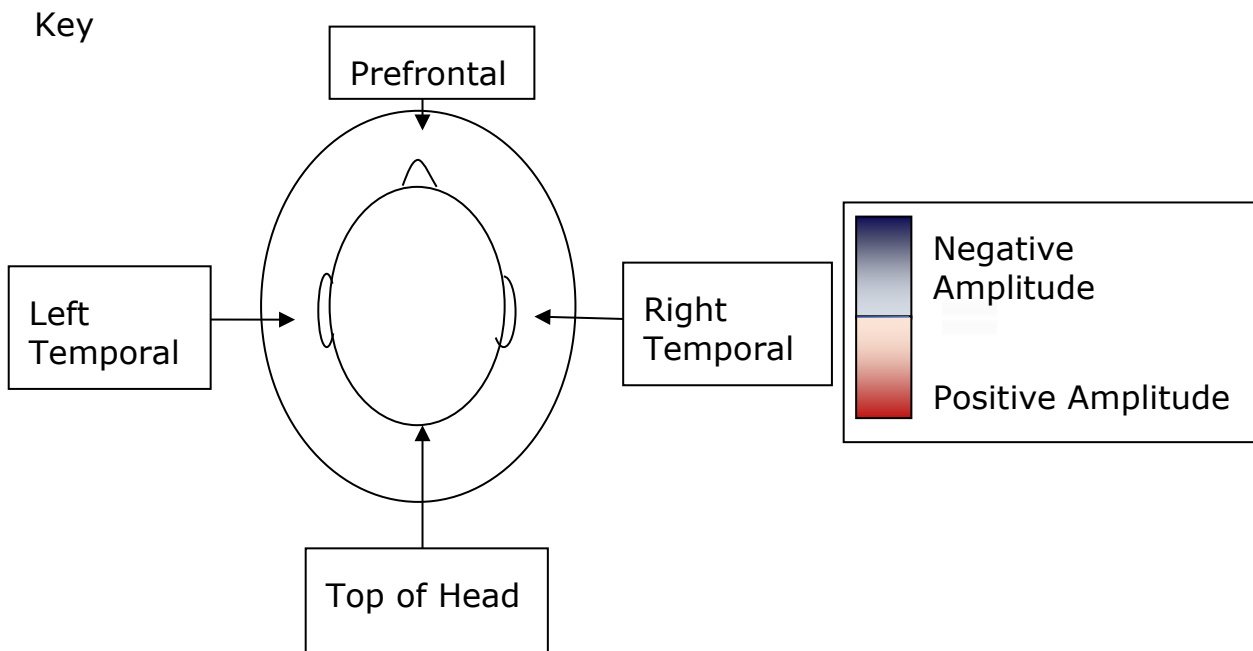 Key
Prefrontal
Left
Temporal
Right
Temporal
Negative
Amplitude
Positive Amplitude
Top of Head